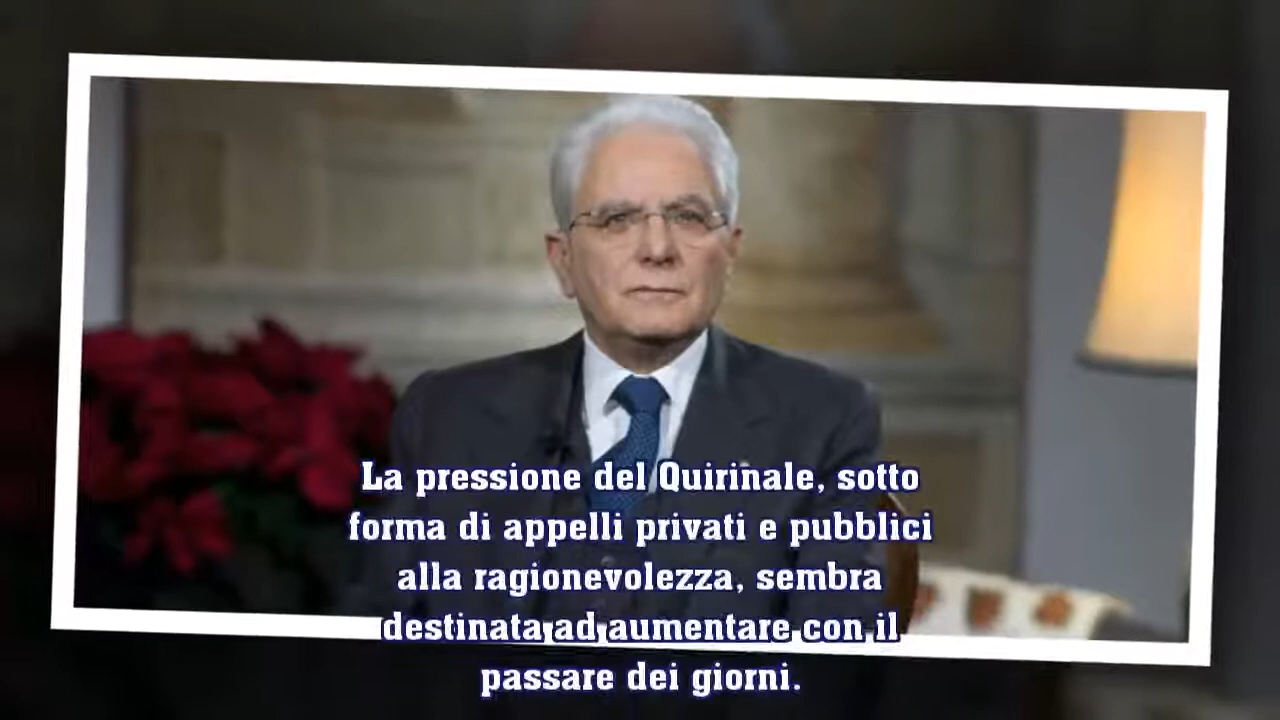 La pressione del Quirinale, sotto
forma di appelli privati e pubblici
alla ragionevolezza, sembra
destinata ad aumentare con il
passare dei giorni.